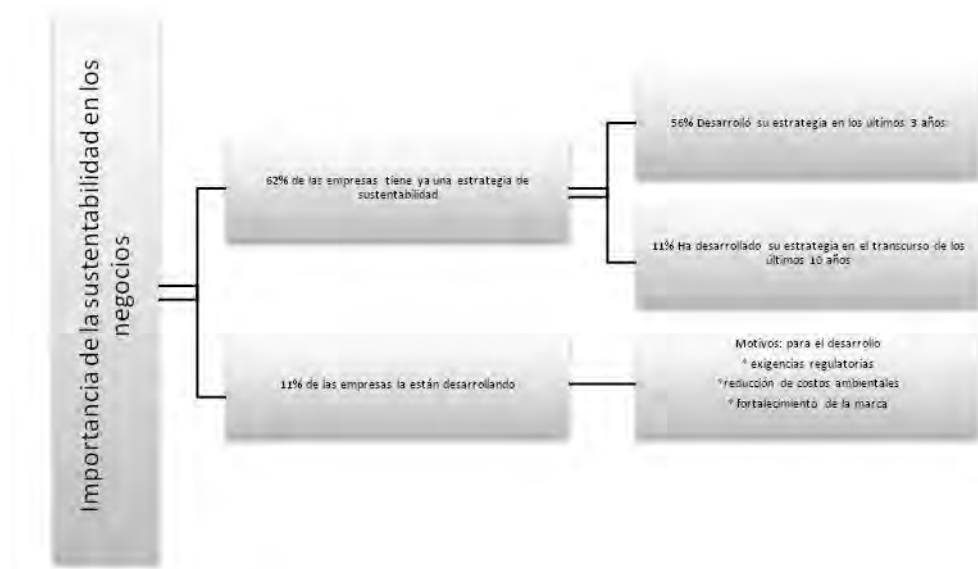 Importancia de la sustentabilidad en los
negocios
62% de las empresas tiene ya una estrategia de
sustentabilidad
56% Desarrolló su estrategia en los últimos 3 años
11% Ha desarrollado su estrategia en el transcurso de los
últimos 10 años
11% de las empresas la están desarrollando
Motivos: para el desarrollo
° exigencias regulatorias
°reducción de costos ambientales
° fortalecimiento de la marca